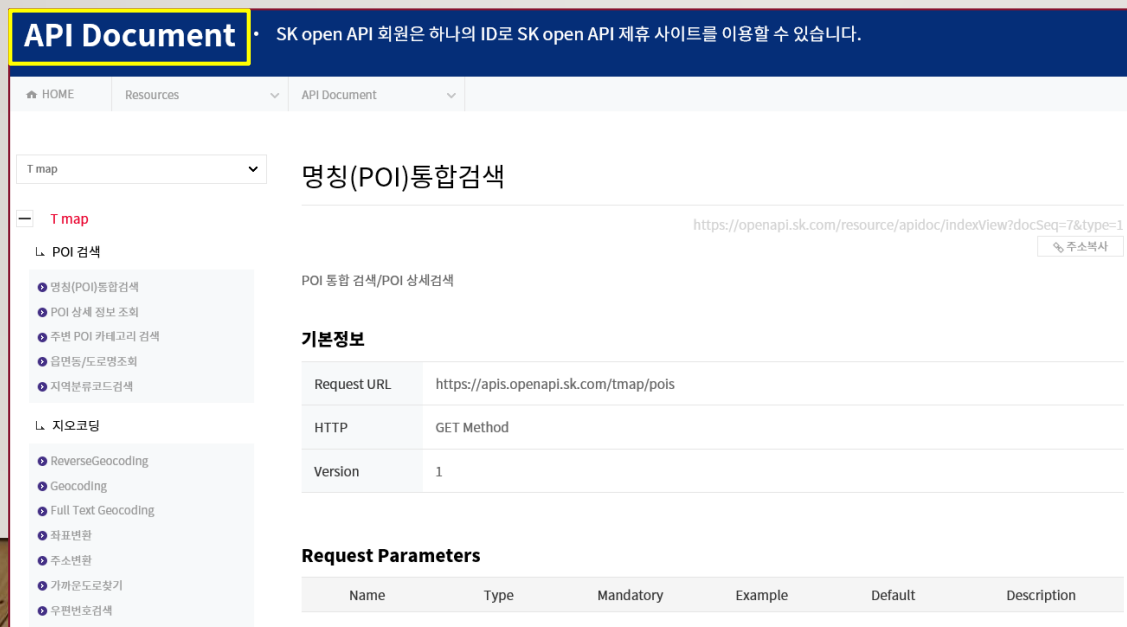 API Document
• SK open API 회원은 하나의 ID로 SK open API 제휴 사이트를 이용할 수 있습니다.
HOME
Resources
API Document
T map
T map
POI 검색
명칭(POI)통합검색
POI 상세 정보 조회
주변 POI 카테고리 검색
읍면동/도로명조회
지역분류코드검색
지오코딩
ReverseGeocoding
Geocoding
Full Text Geocoding
좌표변환
주소변환
가까운도로찾기
우편번호검색
명칭(POI)통합검색
https://openapi.sk.com/resource/apidoc/indexView?docSeq=7&type=1
주소복사
POI 통합 검색/POI 상세검색
기본정보
Request URL https://apis.openapi.sk.com/tmap/pois
HTTP GET Method
Version 1
Request Parameters
Name Type Mandatory Example Default Description